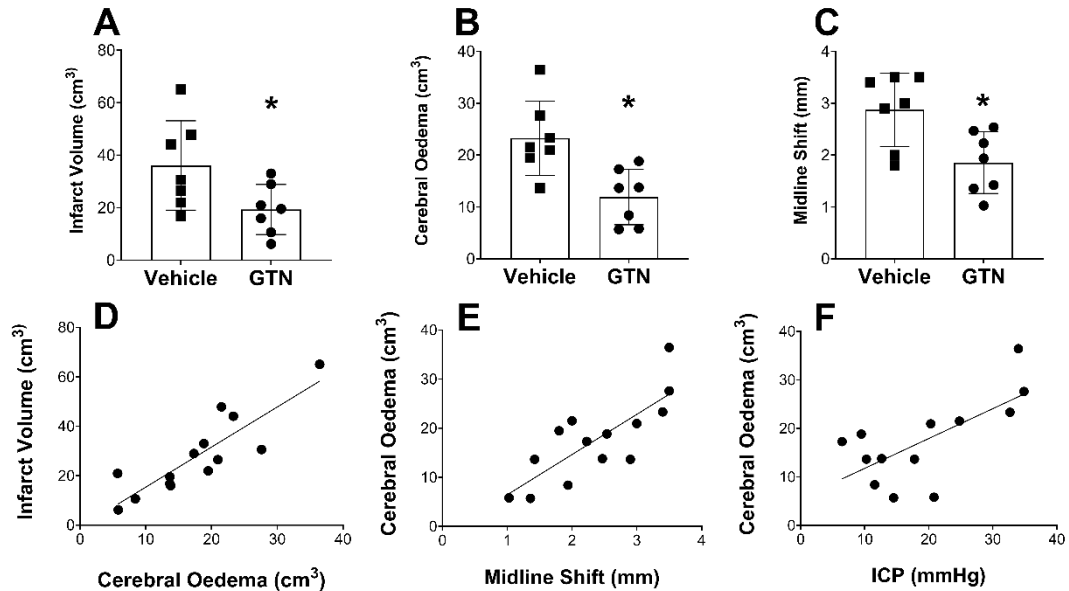 A
Infarct Volume (cm³)
80
60
40
20
0
*
Vehicle GTN
B
Cerebral Oedema (cm³)
40
30
20
10
0
*
Vehicle GTN
C
Midline Shift (mm)
4
3
2
1
0
*
Vehicle GTN
D
Infarct Volume (cm³)
80
60
40
20
0
0 10 20 30 40
Cerebral Oedema (cm³)
E
Cerebral Oedema (cm³)
40
30
20
10
0
0 1 2 3 4
Midline Shift (mm)
F
Cerebral Oedema (cm³)
40
30
20
10
0
0 10 20 30 40
ICP (mmHg)